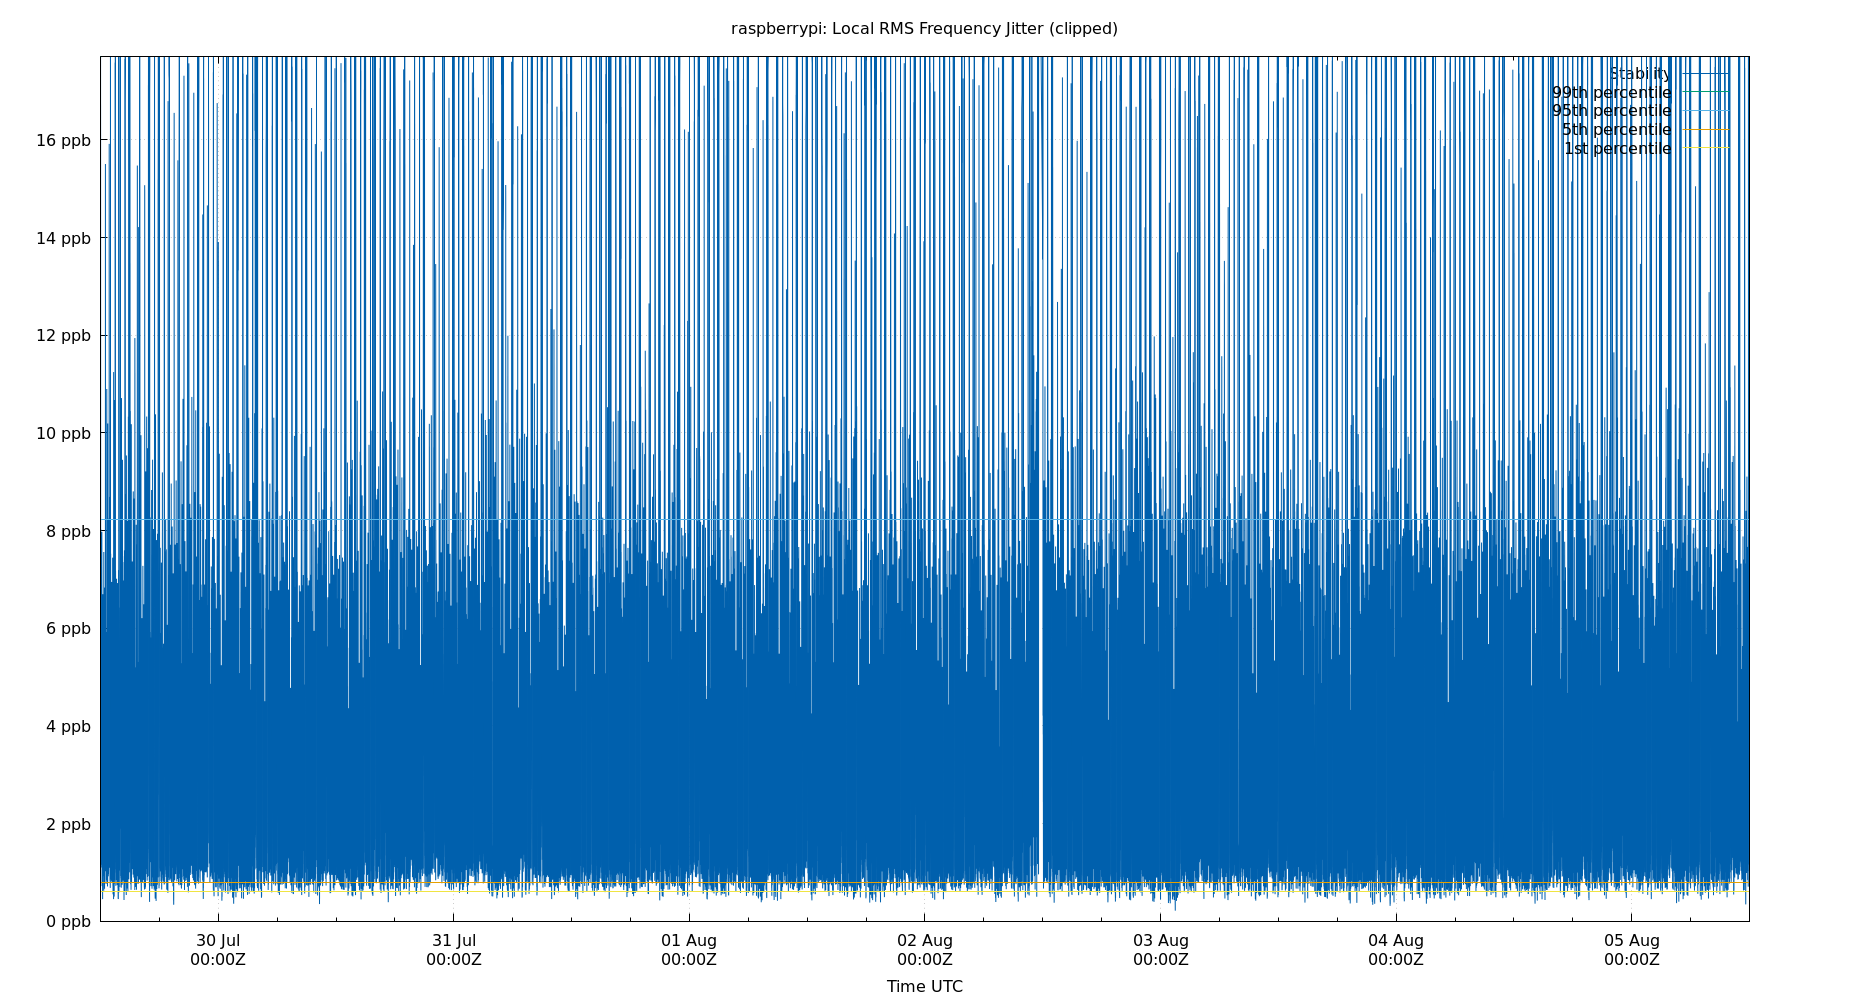 raspberrypi: Local RMS Frequency Jitter (clipped)
Stability
99th percentile
95th percentile
5th percentile
1st percentile
16 ppb
14 ppb
12 ppb
10 ppb
8 ppb
6 ppb
4 ppb
2 ppb
0 ppb
30 Jul 31 Jul 01 Aug 02 Aug 03 Aug 04 Aug 05 Aug
00:00Z 00:00Z 00:00Z 00:00Z 00:00Z 00:00Z 00:00Z
Time UTC